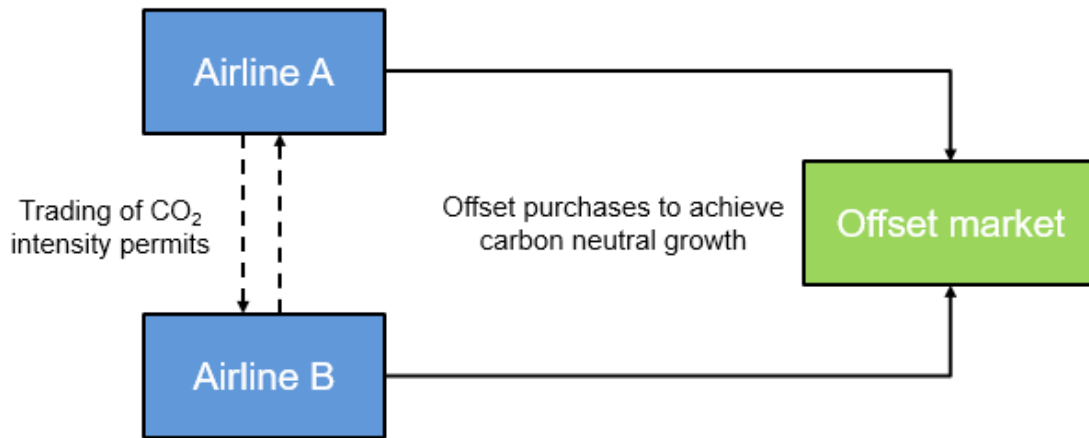 Airline A
Trading of CO₂
intensity permits
Offset purchases to achieve
carbon neutral growth
Offset market
Airline B